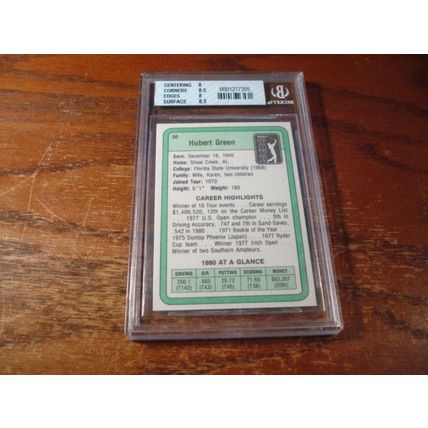 CENTERING 8
CORNERS 8.5
EDGES 8
SURFACE 8.5
0001277355
BECKETT
50
Hubert Green
Born: December 18, 1946
Home: Shoal Creek, AL
College: Florida State University (1968)
Family: Wife, Karen; two children
Joined Tour: 1970
Height: 6'1" Weight: 180
CAREER HIGHLIGHTS
Winner of 16 Tour events . . . Career earnings
$1,409,520, 12th on the Career Money List
. . . 1977 U.S. Open champion . . . 5th in
Driving Accuracy, .747 and 7th in Sand-Saves,
.542 in 1980 . . . 1971 Rookie of the Year . . .
1975 Dunlop Phoenix (Japan) . . . 1977 Ryder
Cup team . . . Winner 1977 Irish Open . . .
Winner of two Southern Amateurs.
1980 AT A GLANCE
DRIVING GIR PUTTING SCORING MONEY
250.1 .665 29.72 71.69 $83,307
(T142) (T43) (T46) (T38) (50th)